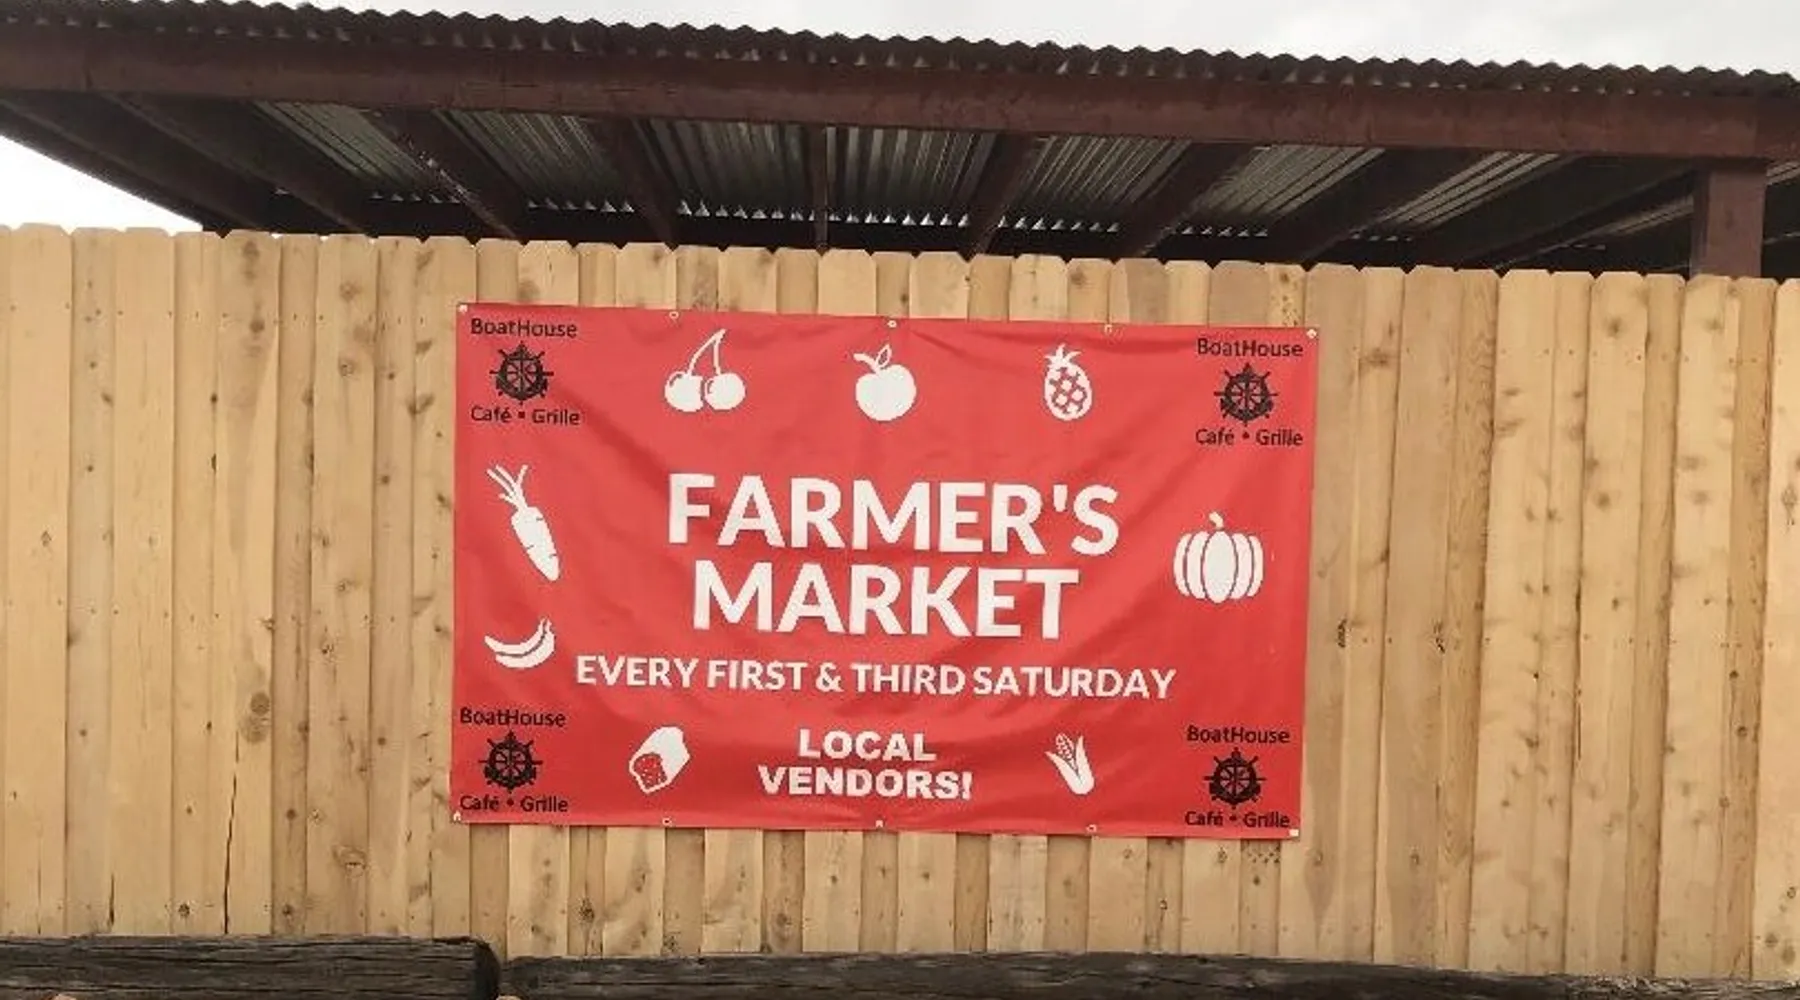 BoatHouse
Café • Grille
BoatHouse
Café • Grille
FARMER'S
MARKET
EVERY FIRST & THIRD SATURDAY
LOCAL
VENDORS!
BoatHouse
Café • Grille
BoatHouse
Café • Grille